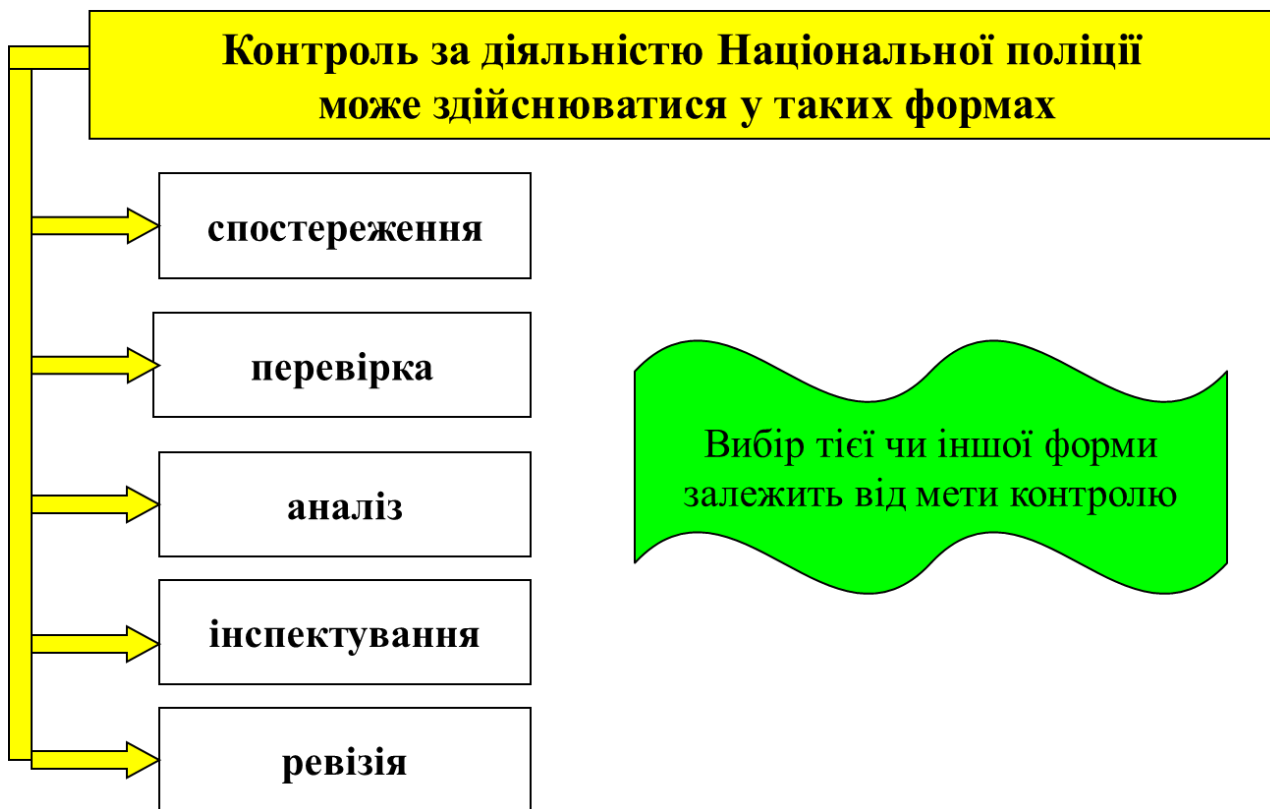 Контроль за діяльністю Національної поліції
може здійснюватися у таких формах
спостереження
перевірка
аналіз
інспектування
ревізія
Вибір тієї чи іншої форми
залежить від мети контролю